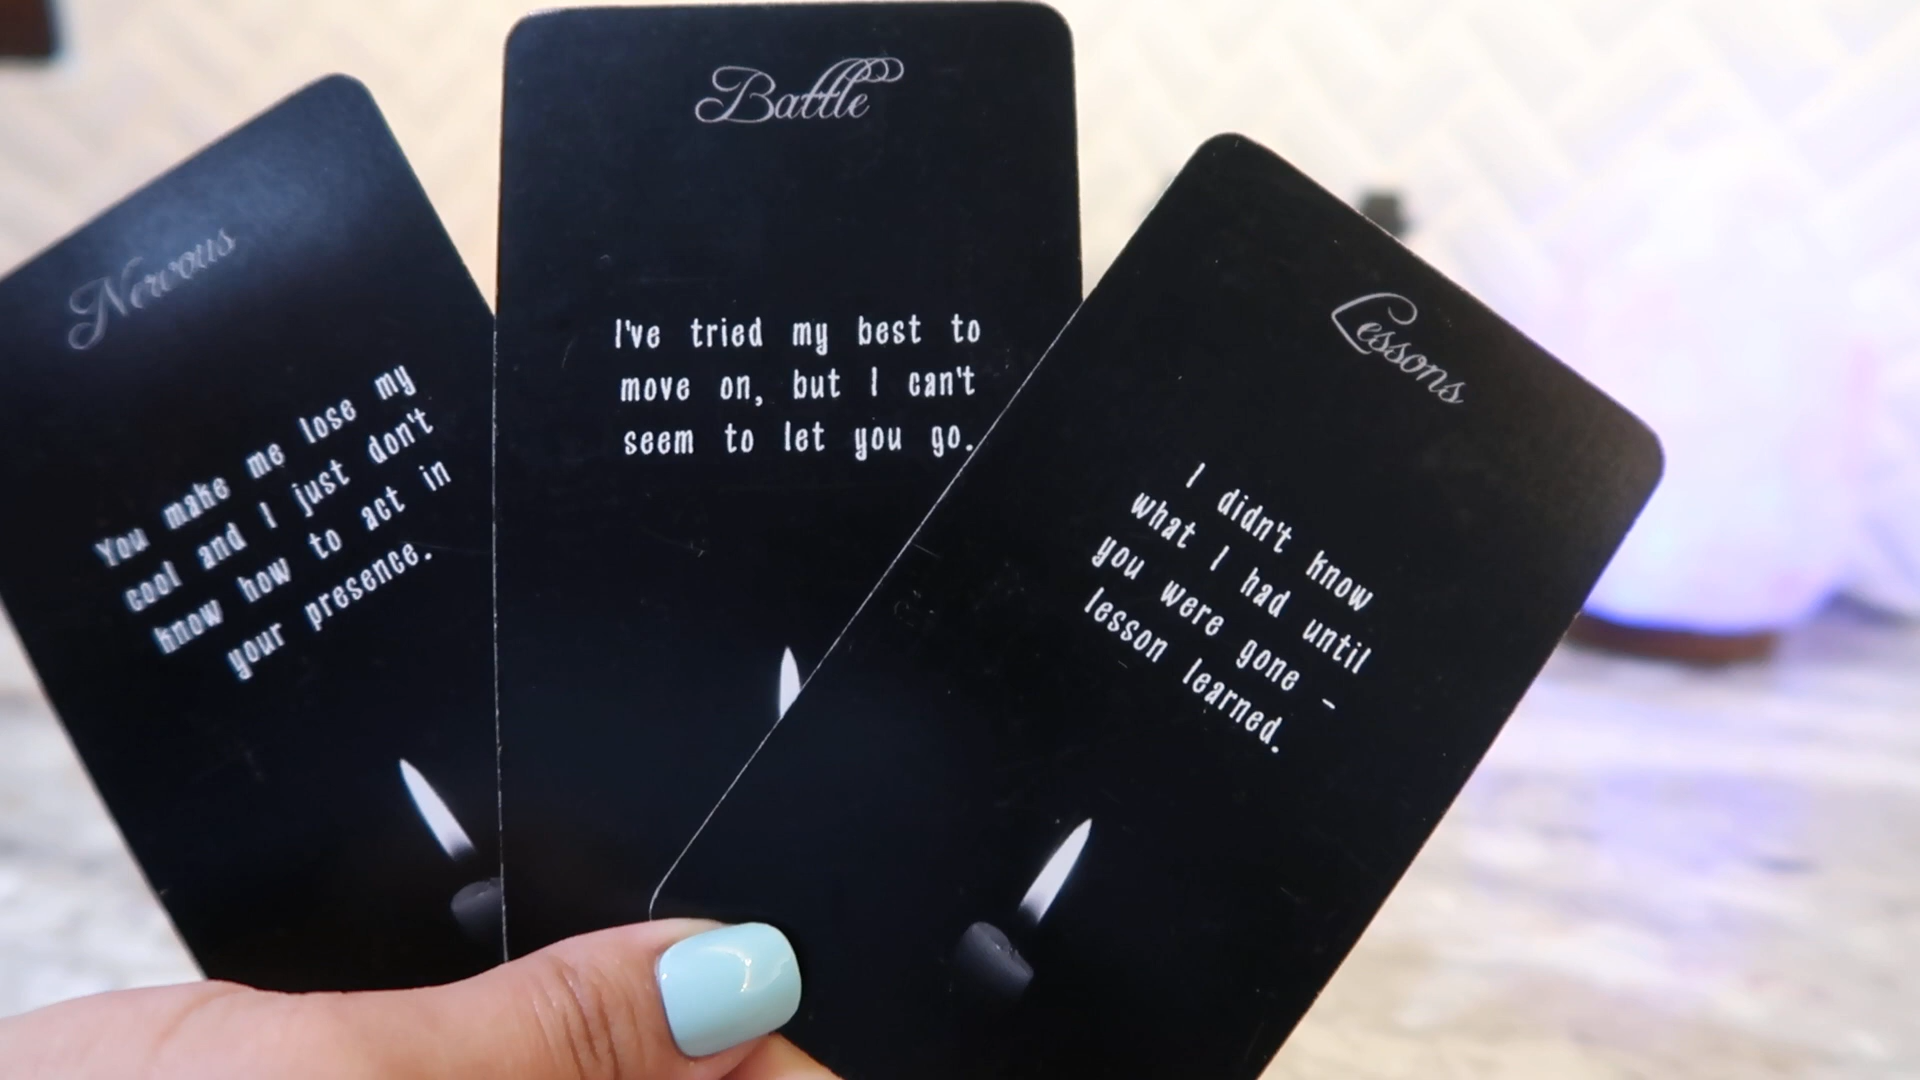 Nervous
You make me lose my
cool and I just don't
know how to act in
your presence.
Battle
I've tried my best to
move on, but I can't
seem to let you go.
Lessons
I didn't know
what I had until
you were gone -
lesson learned.